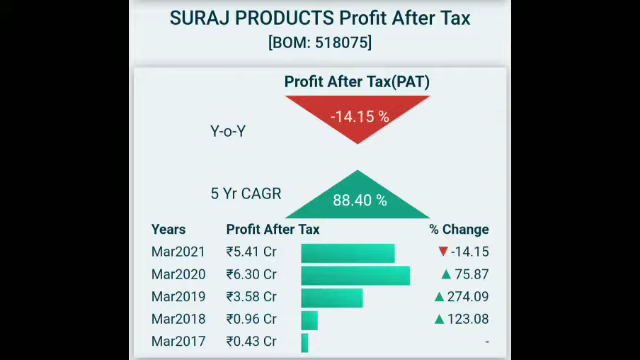 SURAJ PRODUCTS Profit After Tax
[BOM: 518075]
Profit After Tax(PAT)
-14.15 %
Y-o-Y
5 Yr CAGR
88.40 %
Years Profit After Tax % Change
Mar2021 ₹5.41 Cr ▼ -14.15
Mar2020 ₹6.30 Cr ▲ 75.87
Mar2019 ₹3.58 Cr ▲ 274.09
Mar2018 ₹0.96 Cr ▲ 123.08
Mar2017 ₹0.43 Cr -